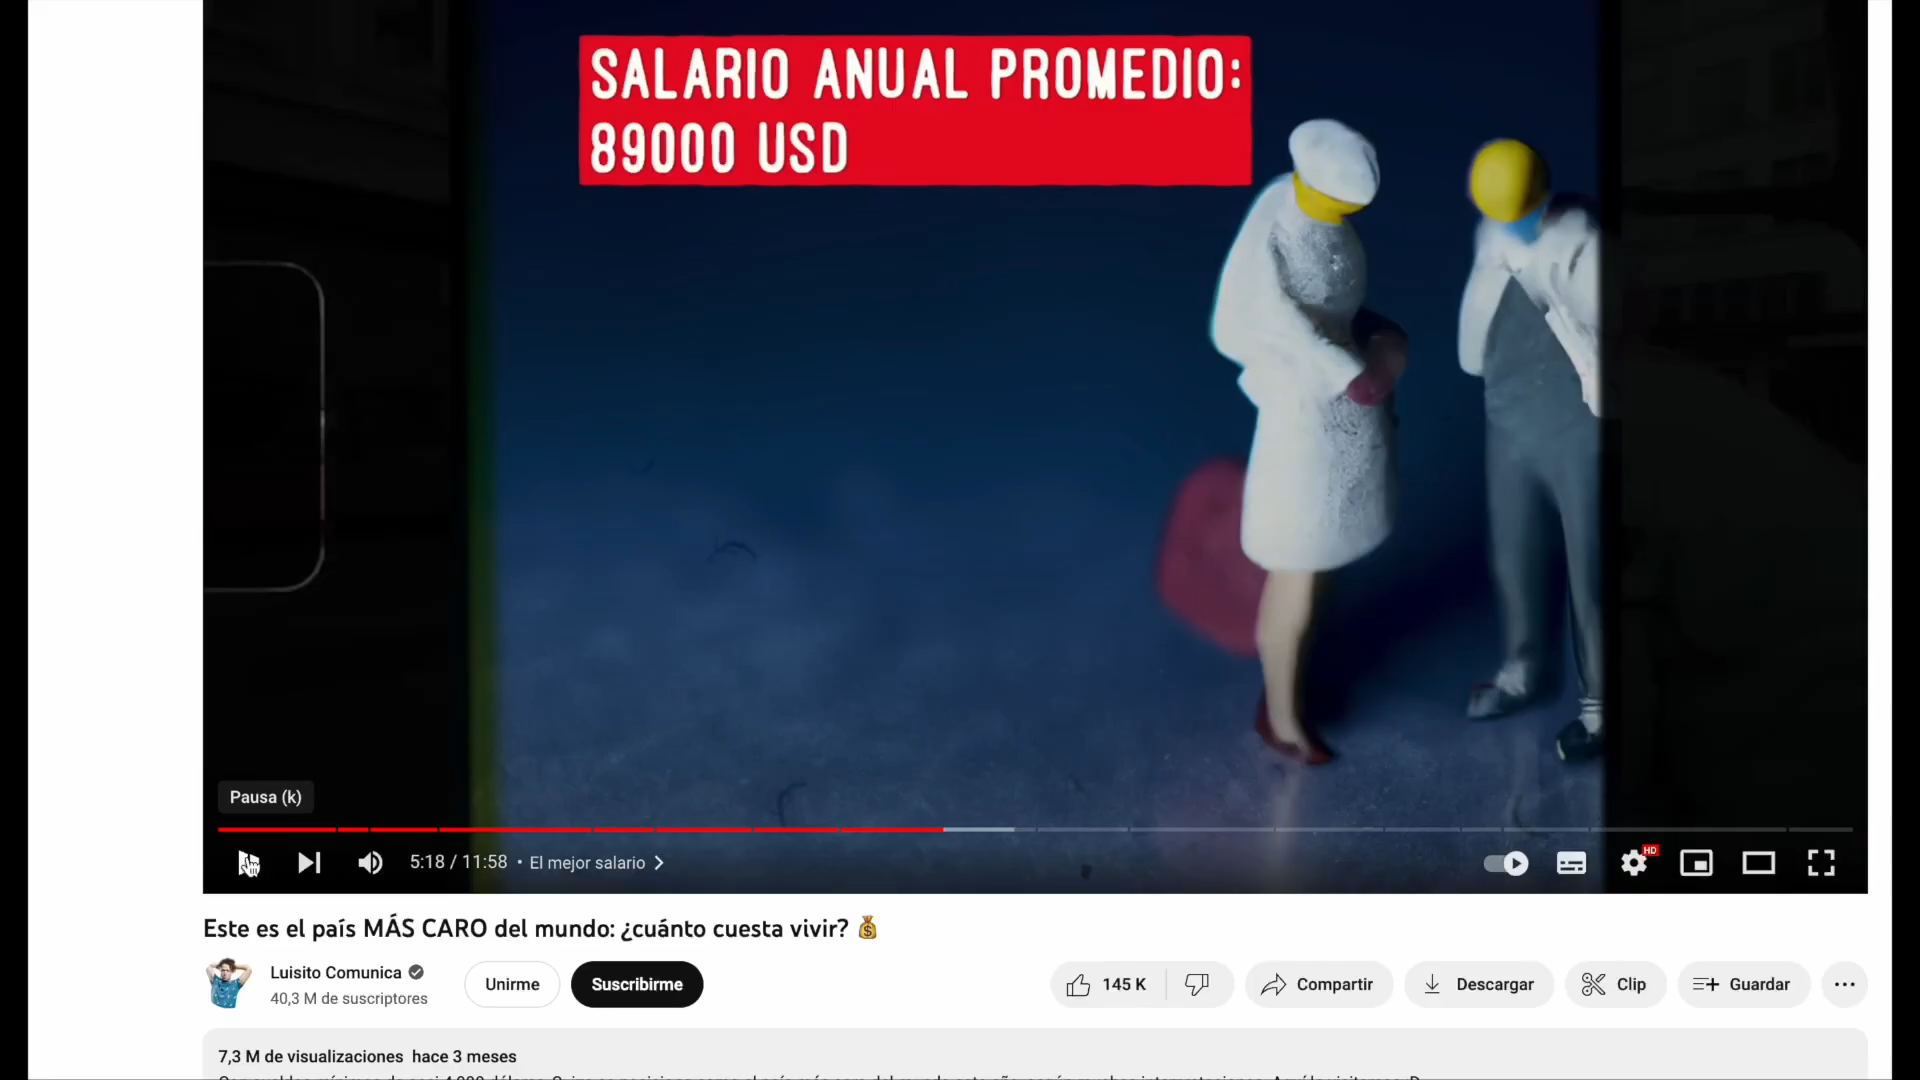 SALARIO ANUAL PROMEDIO:
89000 USD
Pausa (k)
HD
5:18 / 11:58 • El mejor salario
Este es el país MÁS CARO del mundo: ¿cuánto cuesta vivir? 💰
Luisito Comunica
40,3 M de suscriptores
Unirme
Suscribirme
145 K
Compartir
Descargar
Clip
Guardar
7,3 M de visualizaciones hace 3 meses